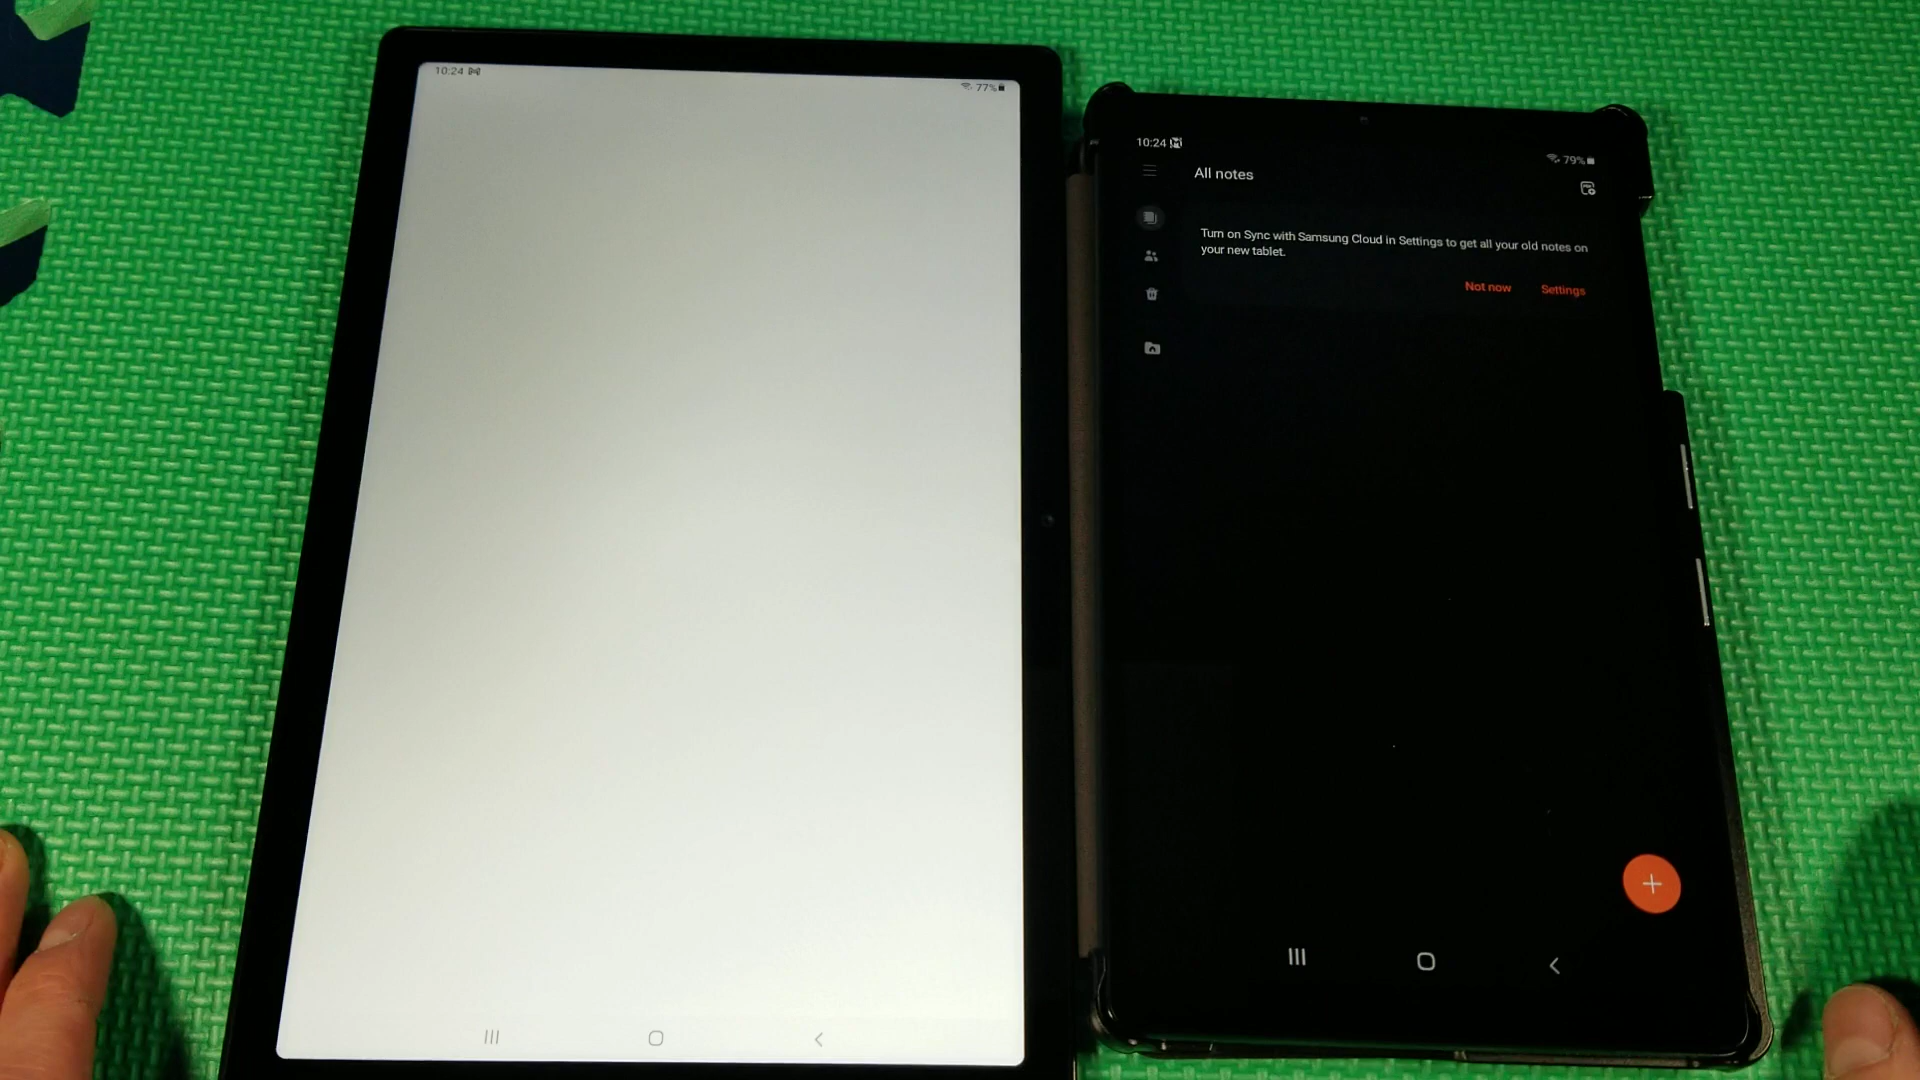 10:24
77%
10:24
79%
All notes
Turn on Sync with Samsung Cloud in Settings to get all your old notes on
your new tablet.
Not now Settings